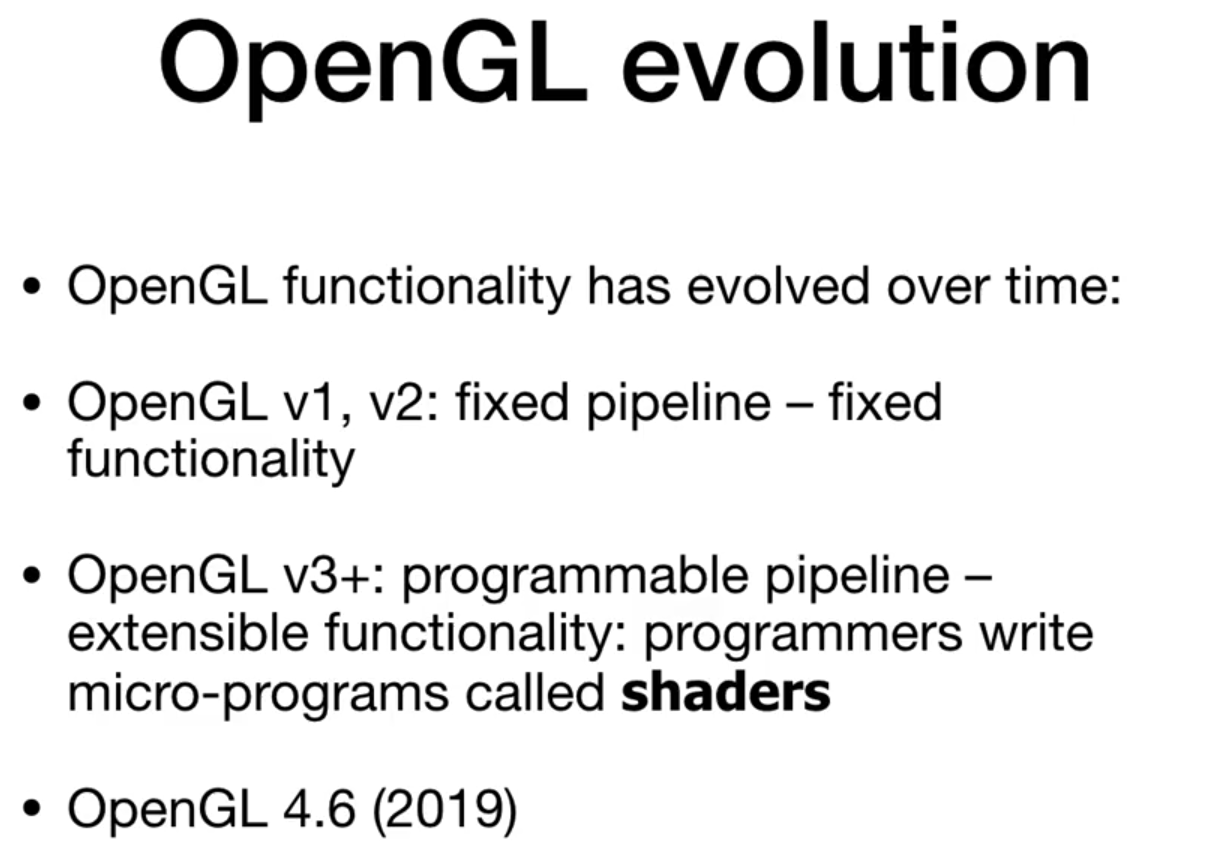 OpenGL evolution
• OpenGL functionality has evolved over time:
• OpenGL v1, v2: fixed pipeline – fixed
functionality
• OpenGL v3+: programmable pipeline –
extensible functionality: programmers write
micro-programs called shaders
• OpenGL 4.6 (2019)